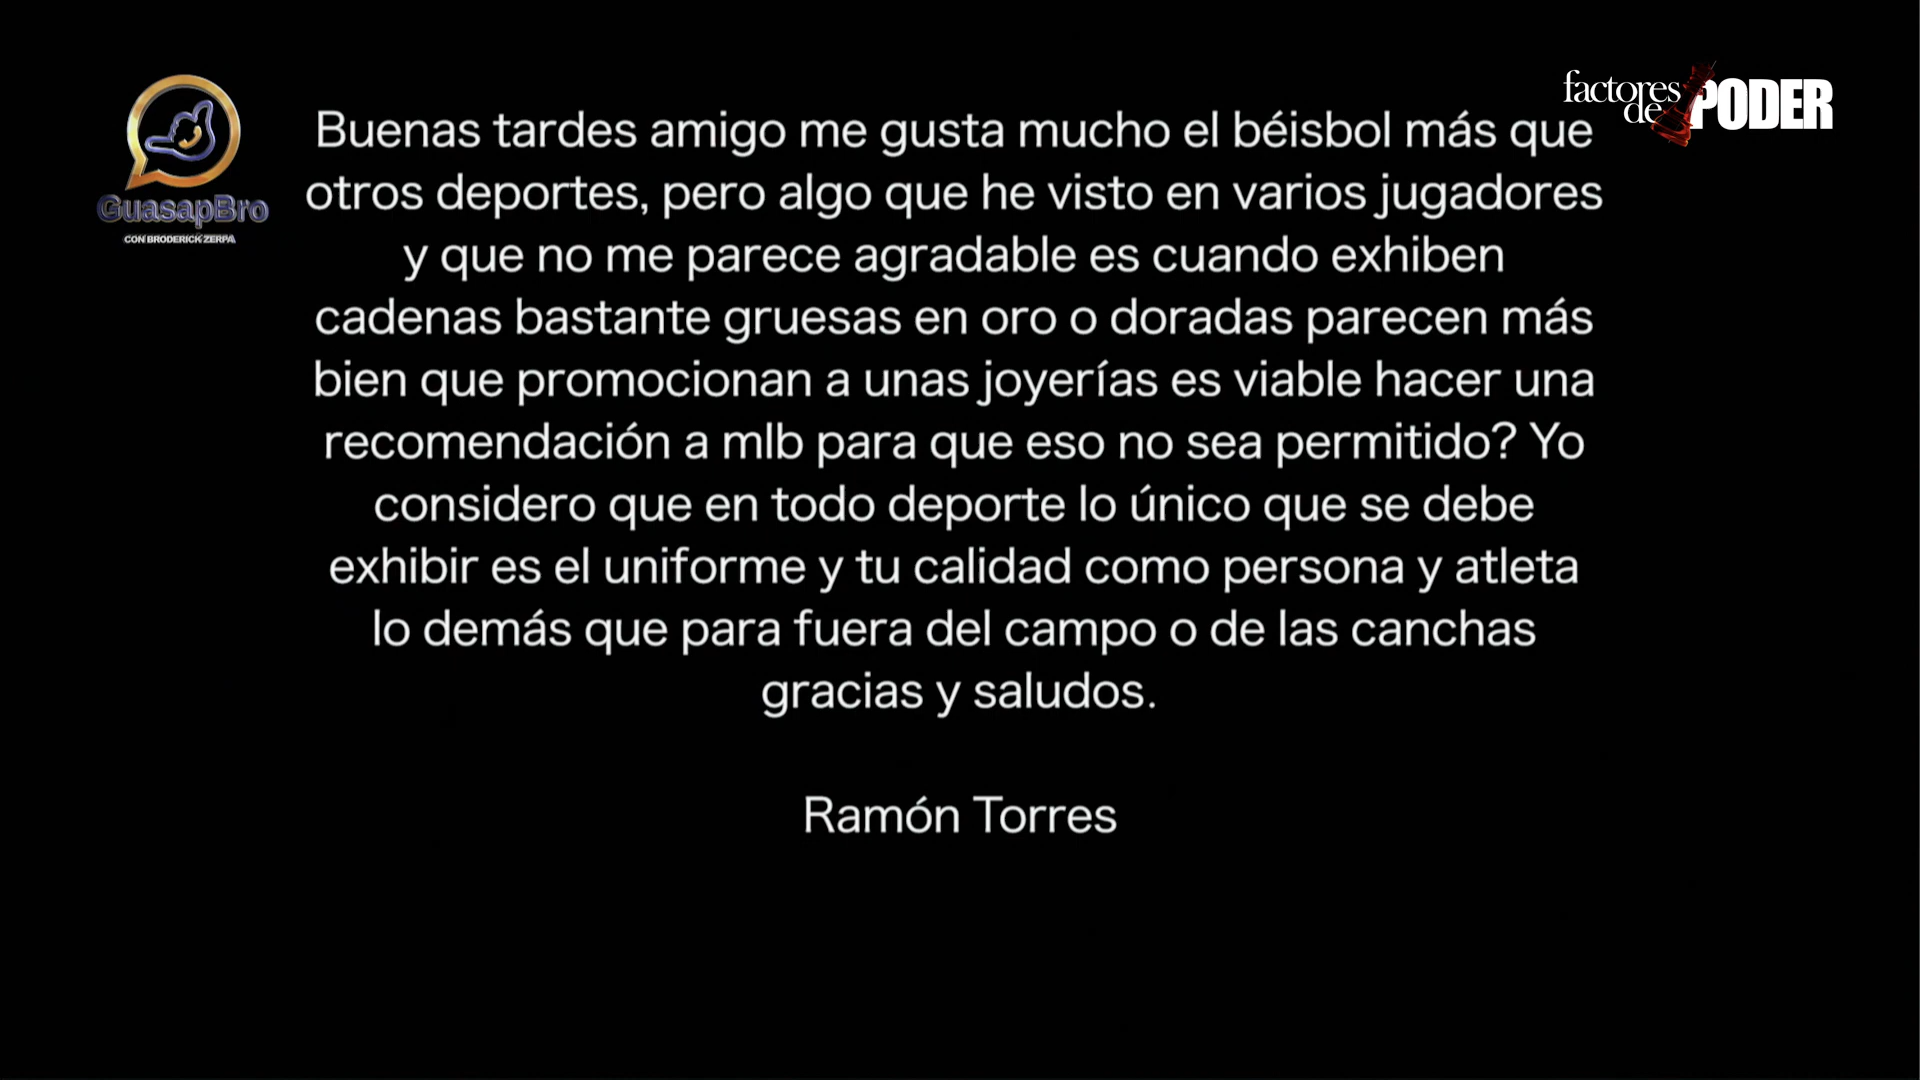 GuasapBro
CON BRODERICK ZERPA
factores
de PODER
Buenas tardes amigo me gusta mucho el béisbol más que
otros deportes, pero algo que he visto en varios jugadores
y que no me parece agradable es cuando exhiben
cadenas bastante gruesas en oro o doradas parecen más
bien que promocionan a unas joyerías es viable hacer una
recomendación a mlb para que eso no sea permitido? Yo
considero que en todo deporte lo único que se debe
exhibir es el uniforme y tu calidad como persona y atleta
lo demás que para fuera del campo o de las canchas
gracias y saludos.
Ramón Torres